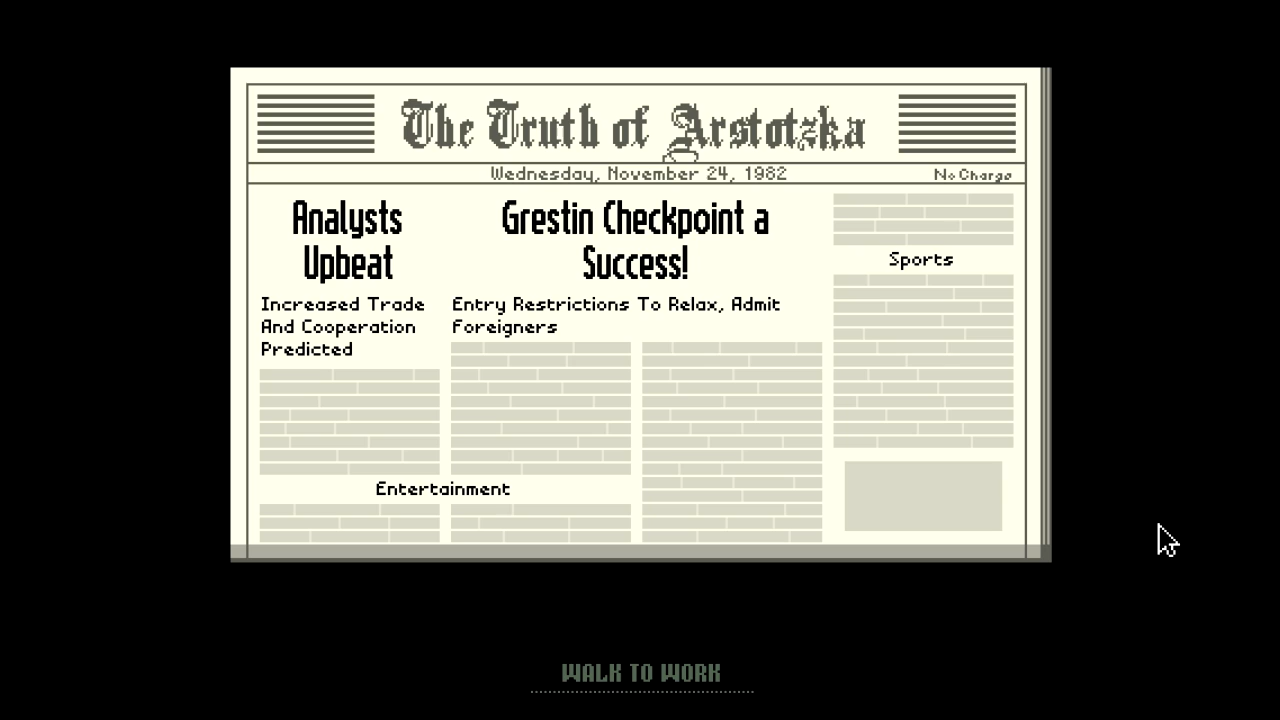 The Truth of Arstotzka
Wednesday, November 24, 1982
No Charge
Analysts
Upbeat
Increased Trade
And Cooperation
Predicted
Grestin Checkpoint a
Success!
Entry Restrictions To Relax, Admit
Foreigners
Sports
Entertainment
WALK TO WORK